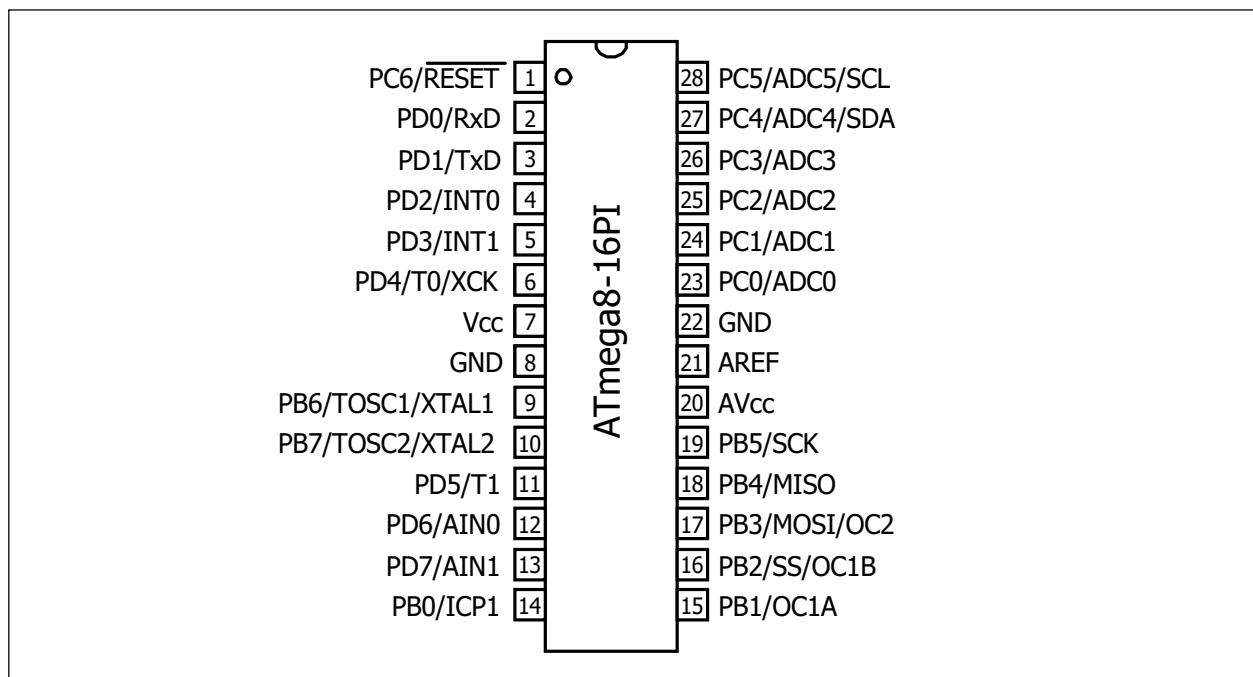 PC6/RESET 1
PD0/RxD 2
PD1/TxD 3
PD2/INT0 4
PD3/INT1 5
PD4/T0/XCK 6
Vcc 7
GND 8
PB6/TOSC1/XTAL1 9
PB7/TOSC2/XTAL2 10
PD5/T1 11
PD6/AIN0 12
PD7/AIN1 13
PB0/ICP1 14
ATmega8-16PI
28 PC5/ADC5/SCL
27 PC4/ADC4/SDA
26 PC3/ADC3
25 PC2/ADC2
24 PC1/ADC1
23 PC0/ADC0
22 GND
21 AREF
20 AVcc
19 PB5/SCK
18 PB4/MISO
17 PB3/MOSI/OC2
16 PB2/SS/OC1B
15 PB1/OC1A